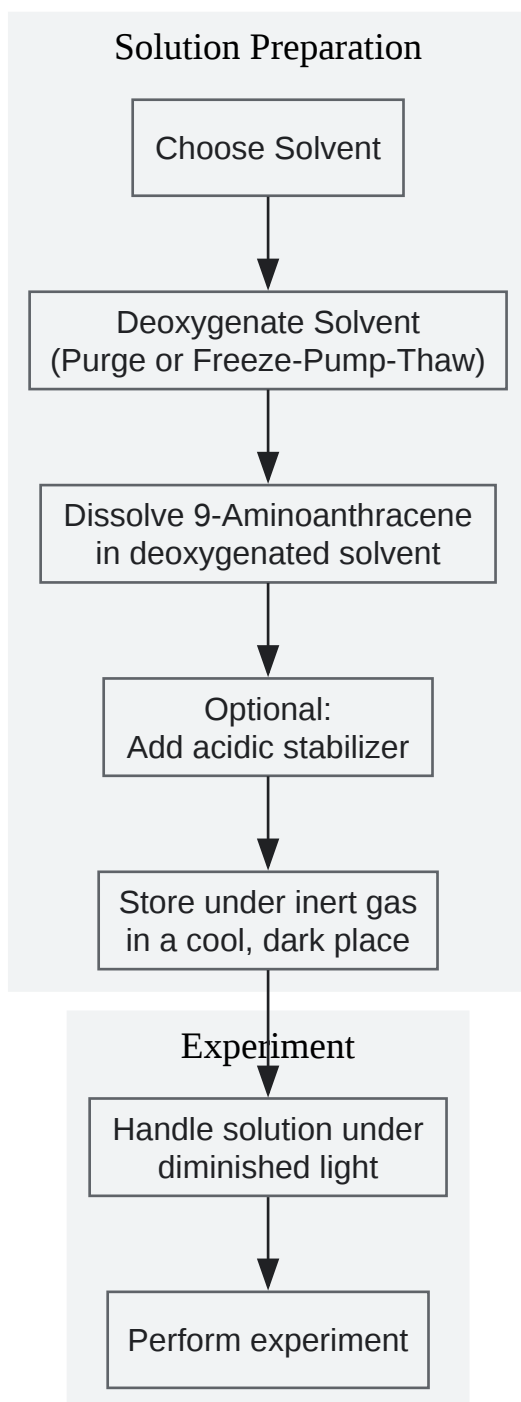 Solution Preparation
Choose Solvent
Deoxygenate Solvent
(Purge or Freeze-Pump-Thaw)
Dissolve 9-Aminoanthracene
in deoxygenated solvent
Optional:
Add acidic stabilizer
Store under inert gas
in a cool, dark place
Experiment
Handle solution under
diminished light
Perform experiment